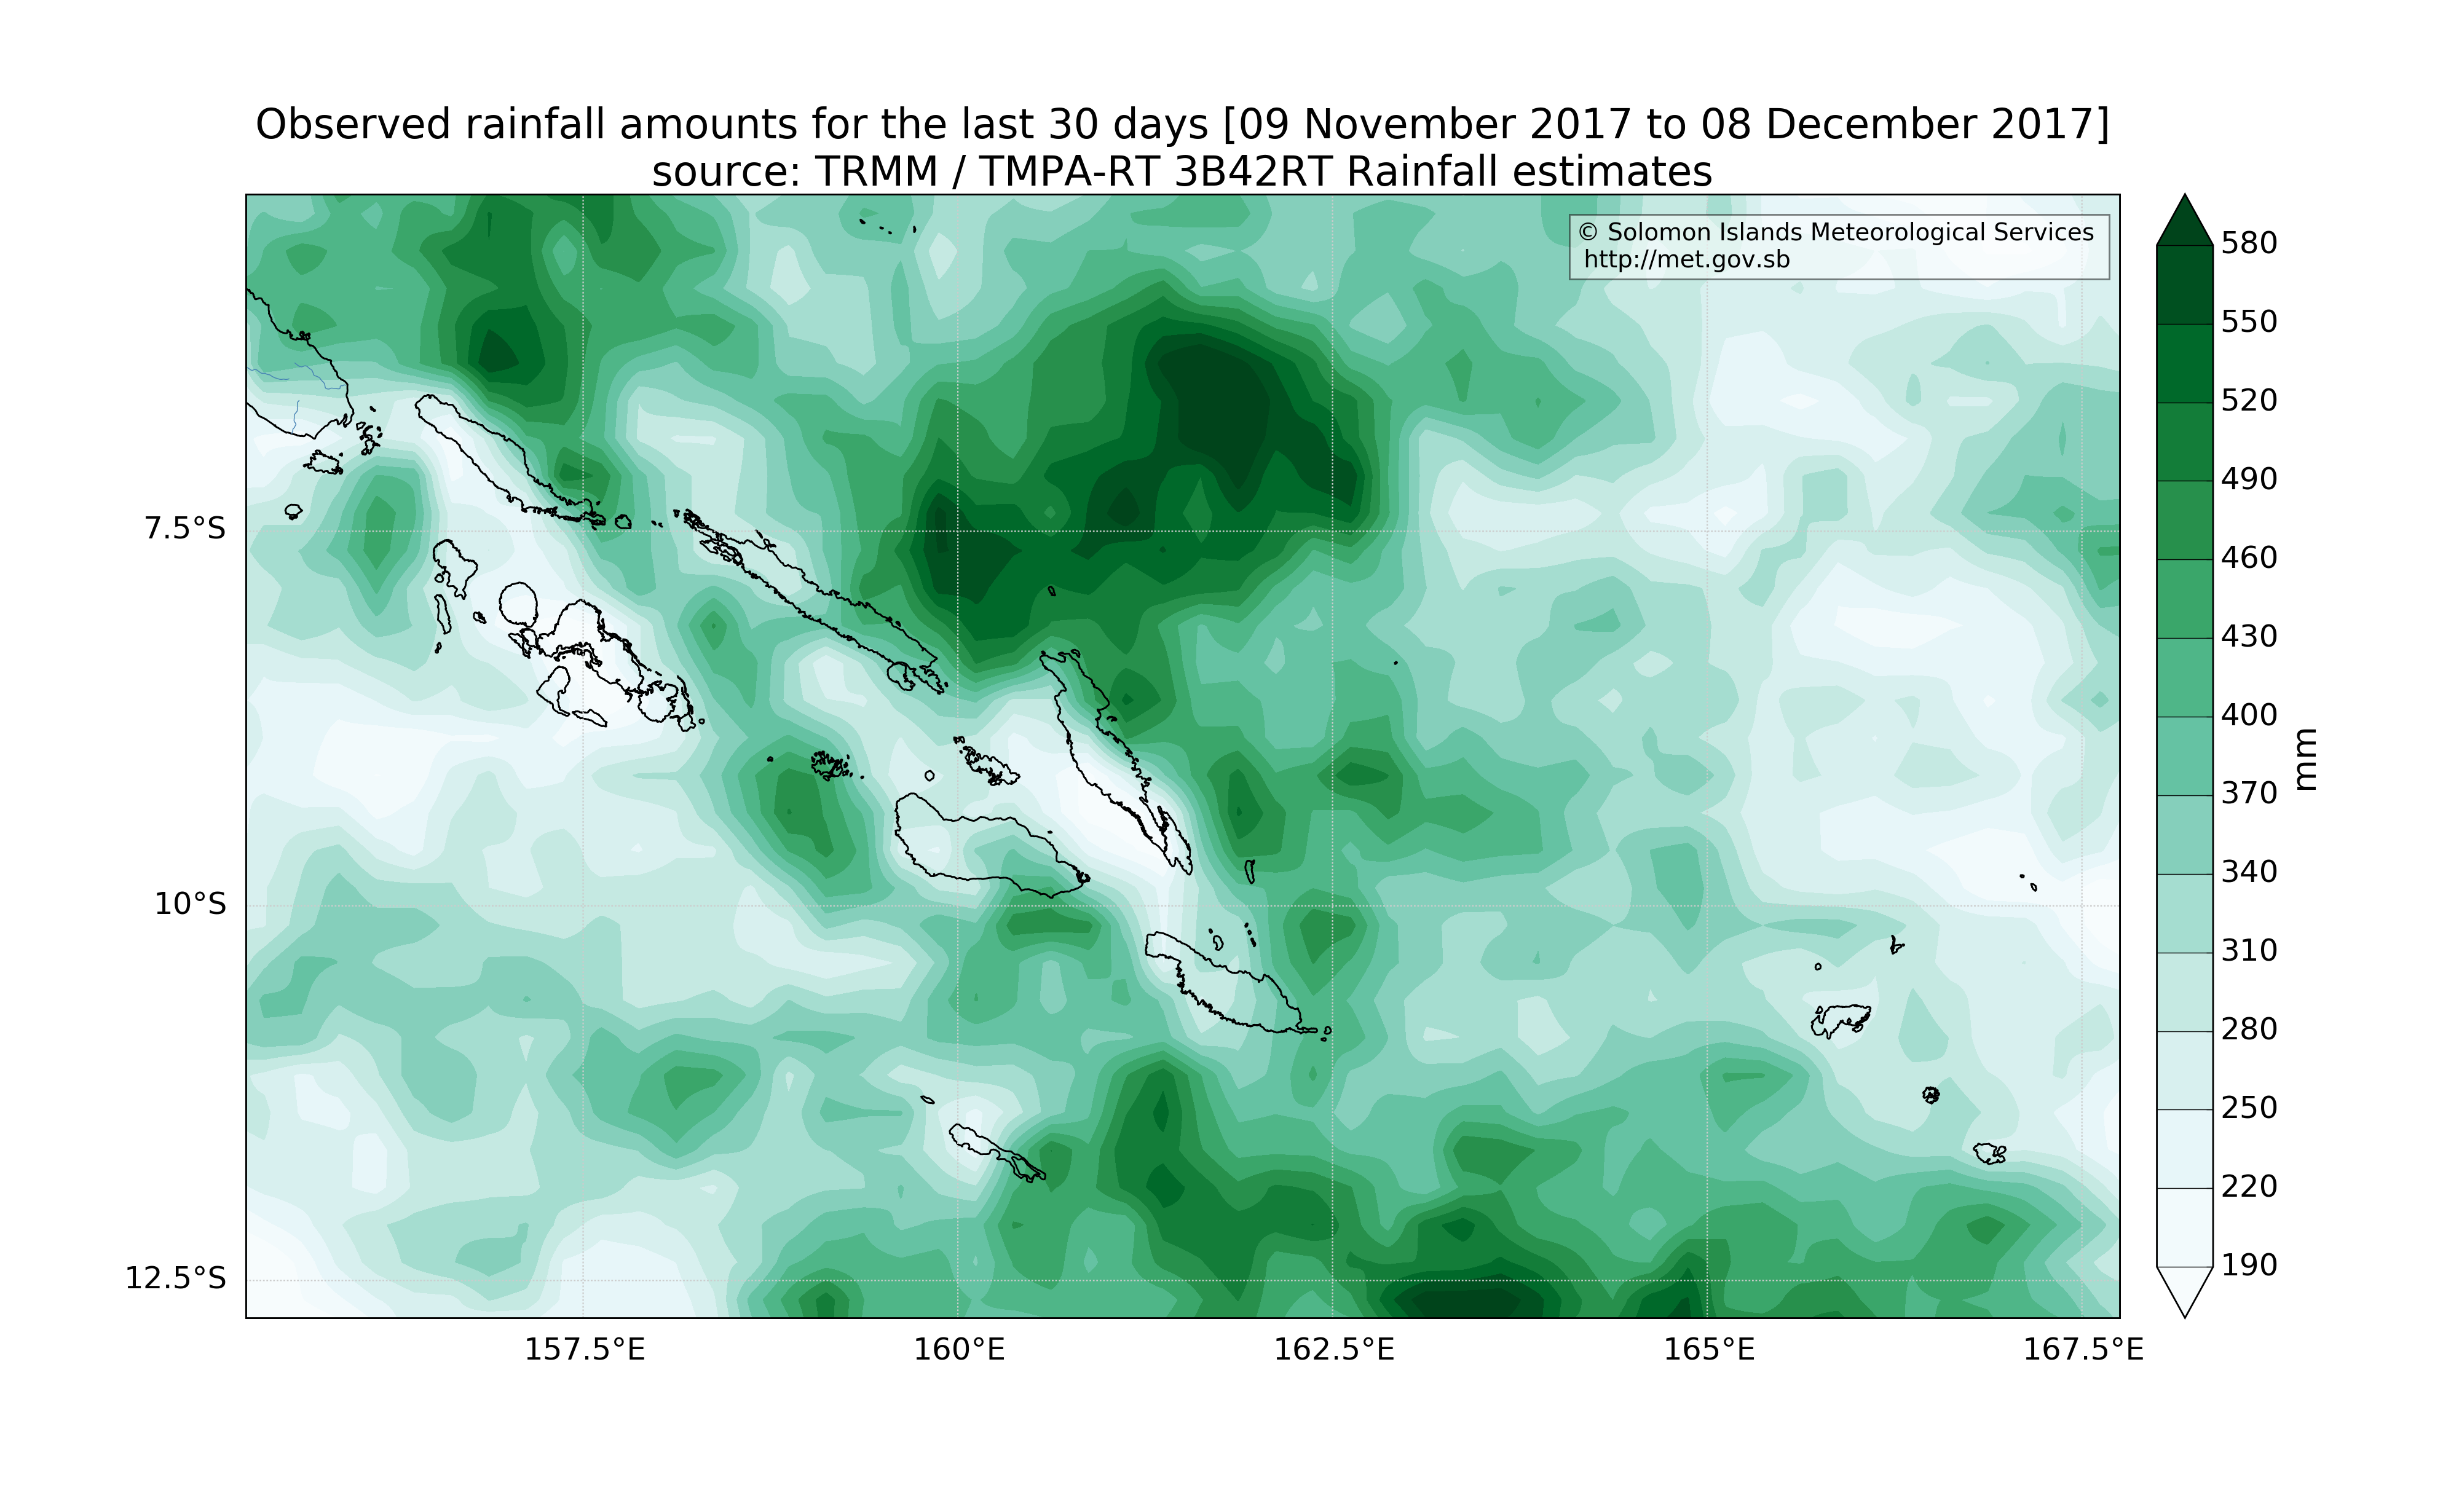 Observed rainfall amounts for the last 30 days [09 November 2017 to 08 December 2017]
source: TRMM / TMPA-RT 3B42RT Rainfall estimates
© Solomon Islands Meteorological Services
http://met.gov.sb
7.5°S
10°S
12.5°S
157.5°E
160°E
162.5°E
165°E
167.5°E
580
550
520
490
460
430
400
370
340
310
280
250
220
190
mm